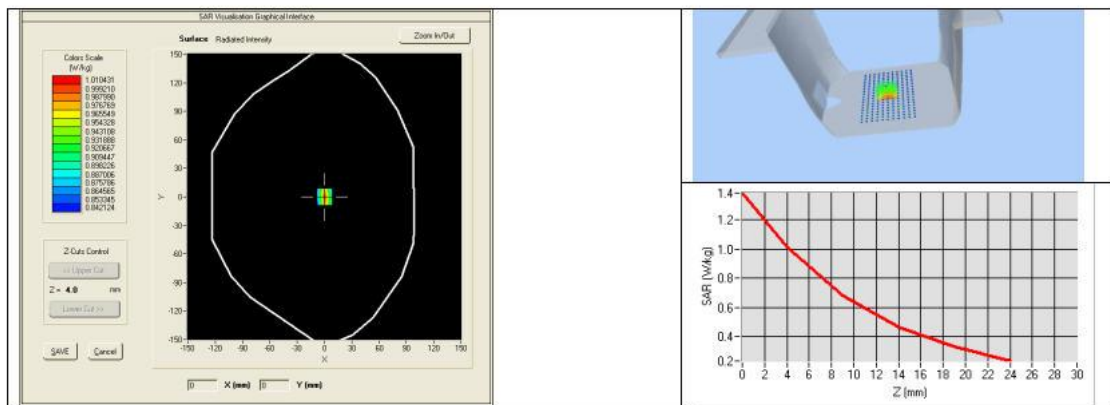 SAR Visualisation Graphical Interface
Surface Radiated Intensity
Zoom In/Out
Colors Scale
(W/kg)
1.010431
0.999210
0.987990
0.976769
0.965549
0.954328
0.943108
0.931888
0.920667
0.909447
0.898226
0.887006
0.875786
0.864565
0.853345
0.842124
Z-Cuts Control
<< Upper Cut
Z = 4.0 mm
Lower Cut >>
SAVE Cancel
150
120
90
60
30
0
-30
-60
-90
-120
-150
Y
-150 -120 -90 -60 -30 0 30 60 90 120 150
X
0 X (mm) 0 Y (mm)
1.4
1.2
1.0
0.8
0.6
0.4
0.2
SAR (W/kg)
0 2 4 6 8 10 12 14 16 18 20 22 24 26 28 30
Z (mm)